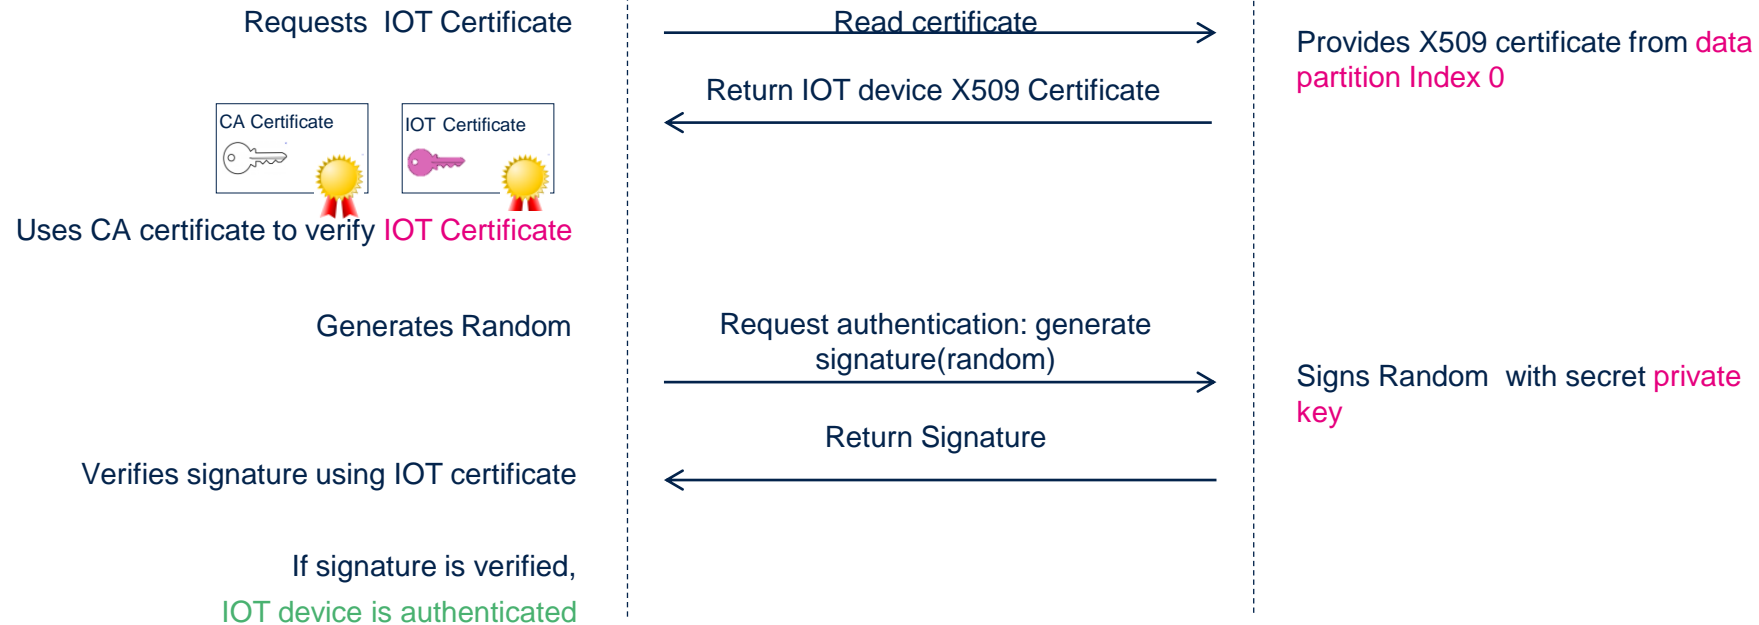 Requests IOT Certificate
Read certificate
Provides X509 certificate from data
partition Index 0
Return IOT device X509 Certificate
CA Certificate
IOT Certificate
Uses CA certificate to verify IOT Certificate
Generates Random
Request authentication: generate
signature(random)
Signs Random with secret private
key
Return Signature
Verifies signature using IOT certificate
If signature is verified,
IOT device is authenticated